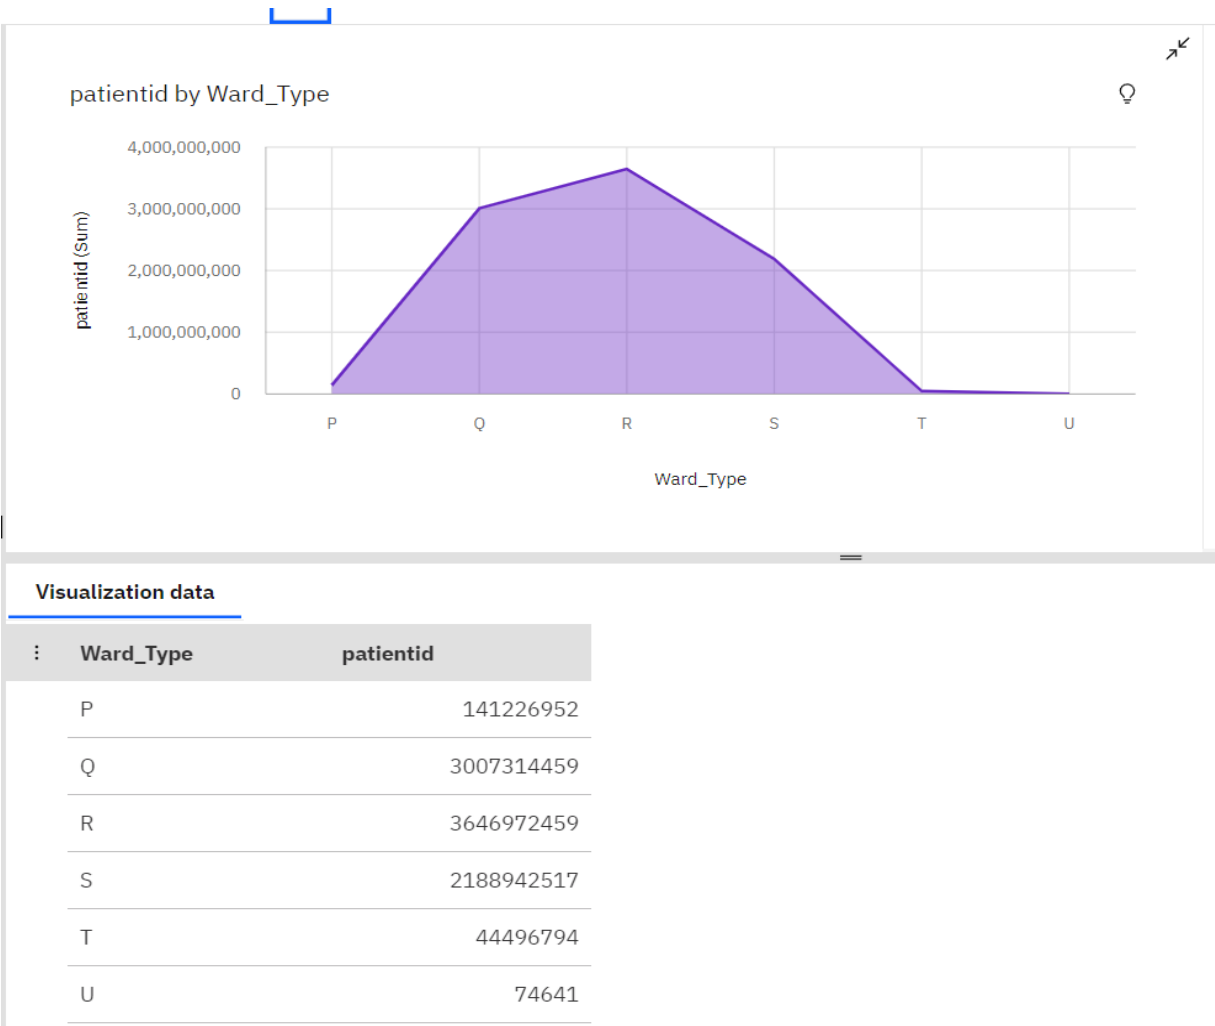 patientid by Ward_Type
4,000,000,000
3,000,000,000
2,000,000,000
1,000,000,000
0
patientid (Sum)
P Q R S T U
Ward_Type
Visualization data
Ward_Type patientid
P 141226952
Q 3007314459
R 3646972459
S 2188942517
T 44496794
U 74641